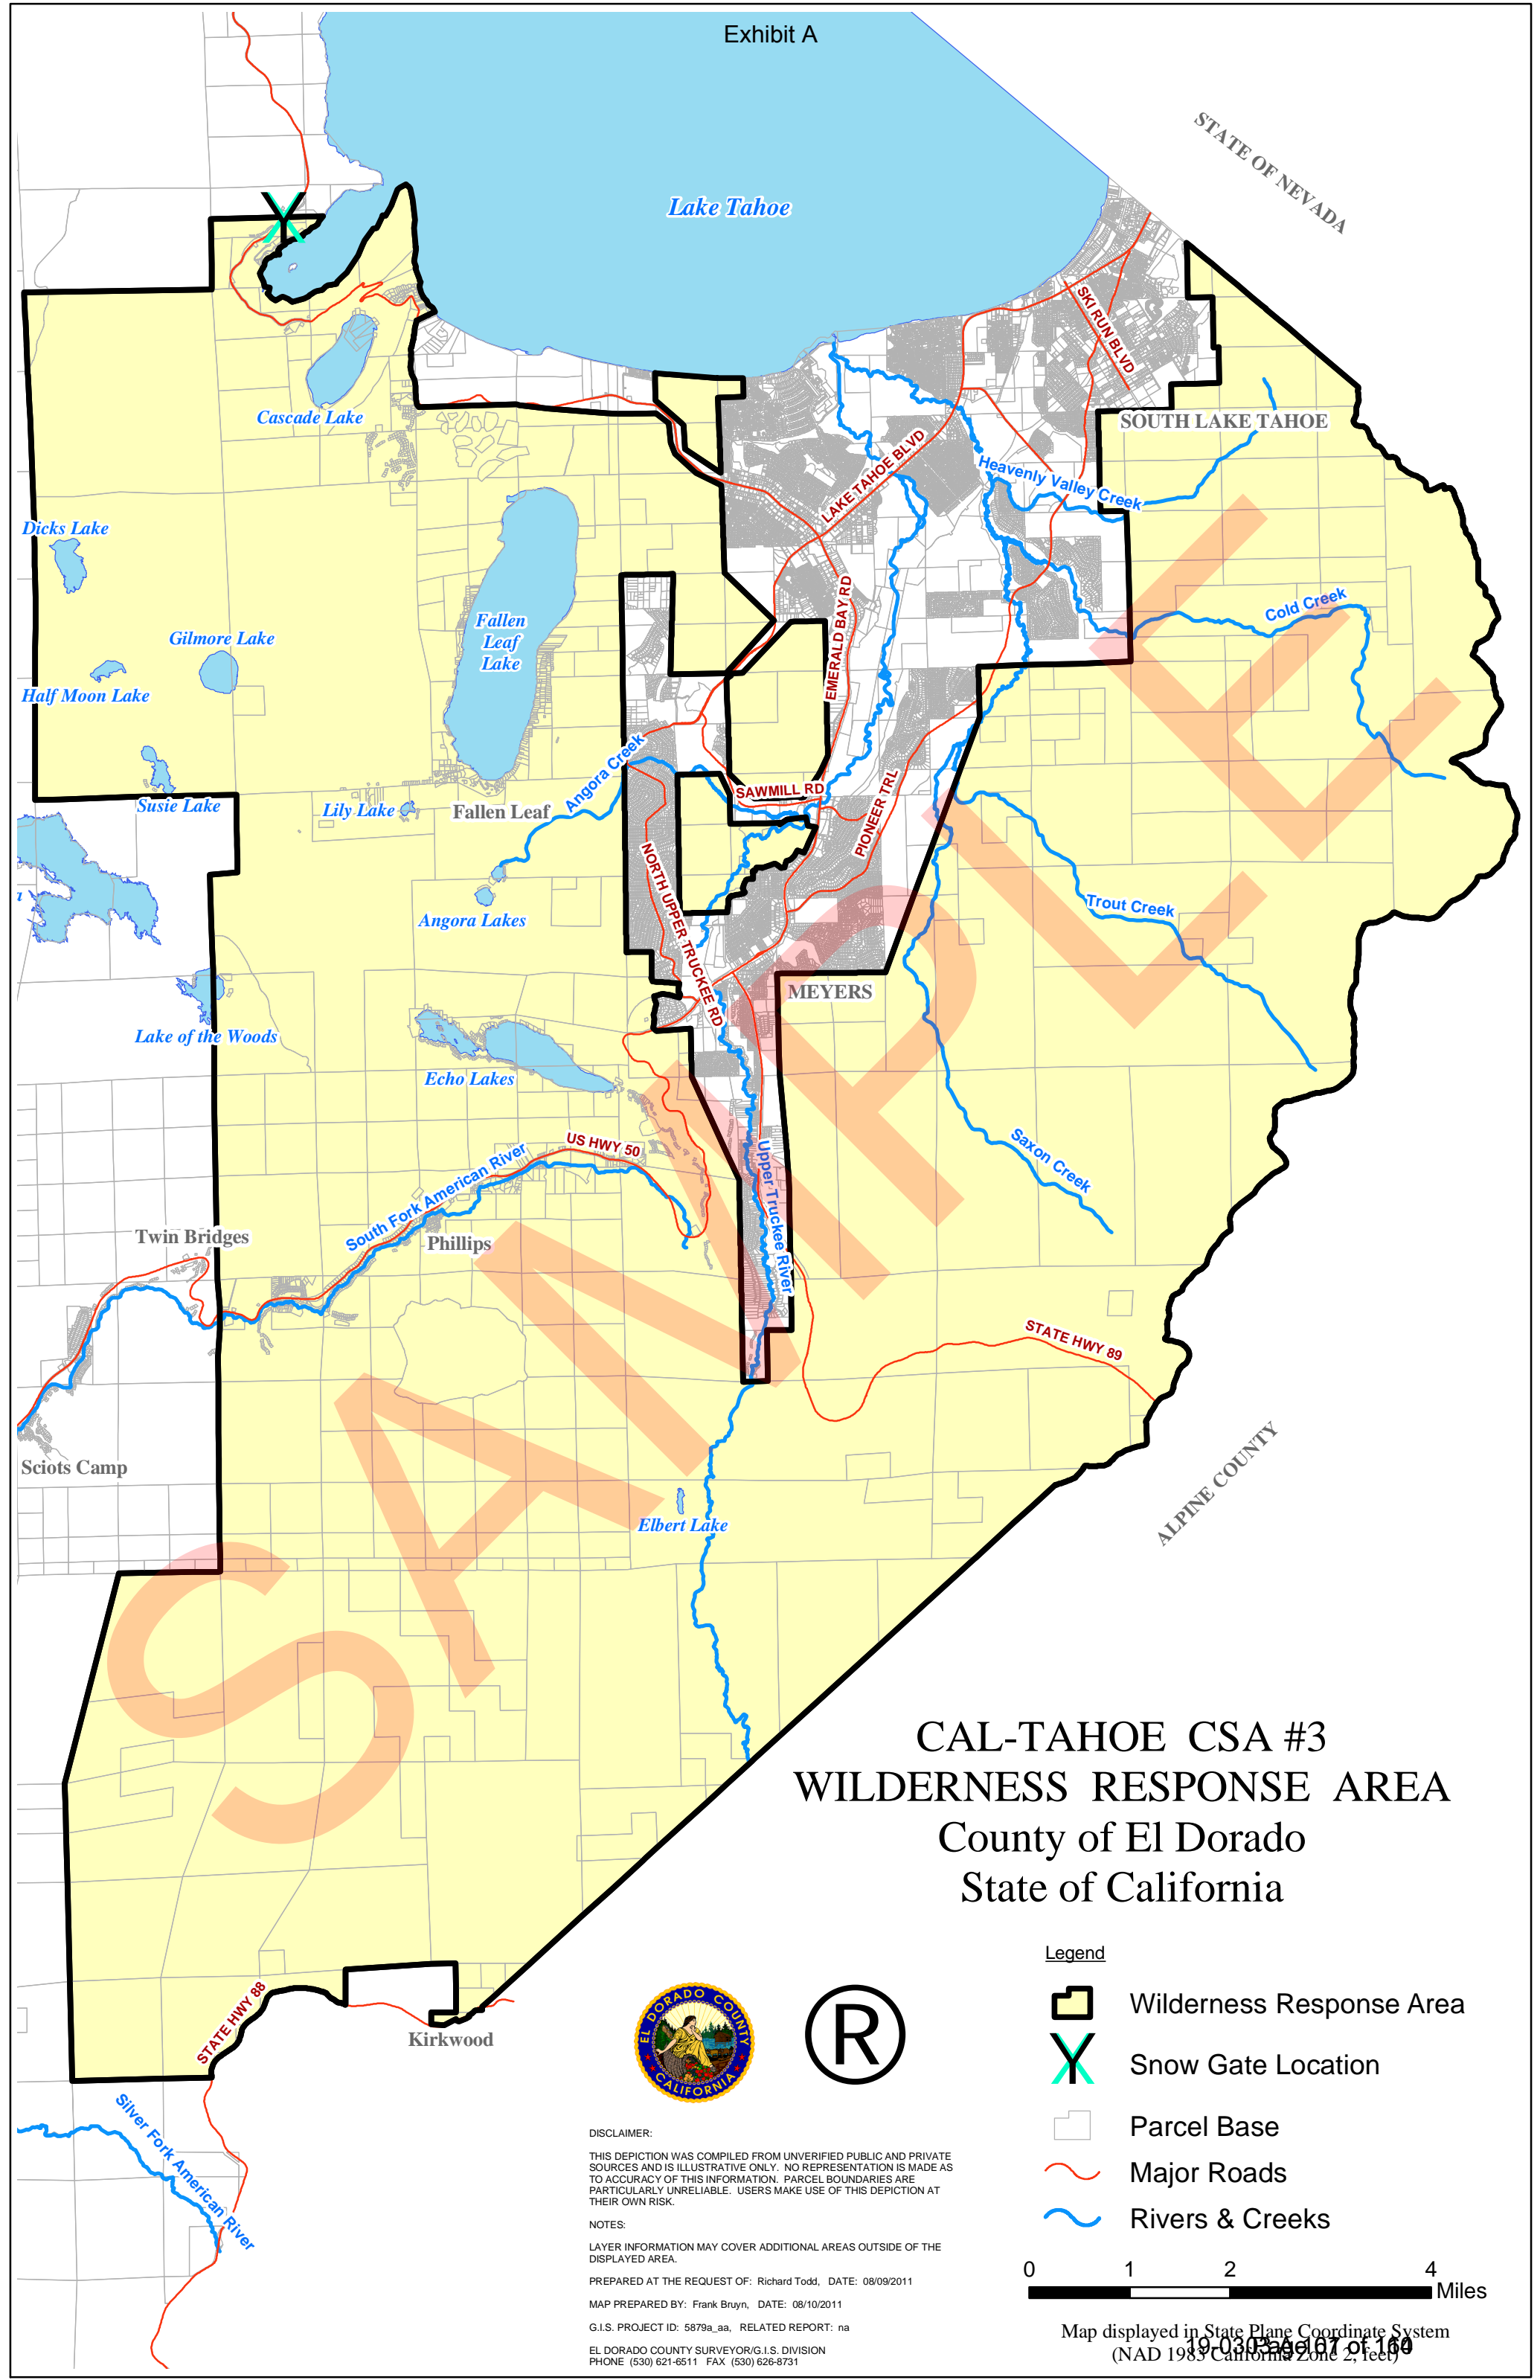 Exhibit A
STATE OF NEVADA
Lake Tahoe
SKI RUN BLVD
Cascade Lake
SOUTH LAKE TAHOE
LAKE TAHOE BLVD
Heavenly Valley Creek
Dicks Lake
Cold Creek
Fallen
Leaf
Lake
EMERALD BAY RD
Gilmore Lake
Half Moon Lake
Angora Creek
SAWMILL RD
PIONEER TRL
Susie Lake
Lily Lake
Fallen Leaf
NORTH UPPER TRUCKEE RD
Angora Lakes
Trout Creek
MEYERS
Lake of the Woods
Echo Lakes
US HWY 50
South Fork American River
Saxon Creek
Upper Truckee River
Twin Bridges
Phillips
STATE HWY 89
Sciots Camp
ALPINE COUNTY
Elbert Lake
SAMPLE
CAL-TAHOE CSA #3
WILDERNESS RESPONSE AREA
County of El Dorado
State of California
Legend
Wilderness Response Area
Snow Gate Location
Parcel Base
Major Roads
Rivers & Creeks
0 1 2 4
Miles
STATE HWY 88
Kirkwood
Silver Fork American River
EL DORADO COUNTY
CALIFORNIA
®
DISCLAIMER:
THIS DEPICTION WAS COMPILED FROM UNVERIFIED PUBLIC AND PRIVATE
SOURCES AND IS ILLUSTRATIVE ONLY. NO REPRESENTATION IS MADE AS
TO ACCURACY OF THIS INFORMATION. PARCEL BOUNDARIES ARE
PARTICULARLY UNRELIABLE. USERS MAKE USE OF THIS DEPICTION AT
THEIR OWN RISK.
NOTES:
LAYER INFORMATION MAY COVER ADDITIONAL AREAS OUTSIDE OF THE
DISPLAYED AREA.
PREPARED AT THE REQUEST OF: Richard Todd, DATE: 08/09/2011
MAP PREPARED BY: Frank Bruyn, DATE: 08/10/2011
G.I.S. PROJECT ID: 5879a_aa, RELATED REPORT: na
EL DORADO COUNTY SURVEYOR/G.I.S. DIVISION
PHONE (530) 621-6511 FAX (530) 626-8731
Map displayed in State Plane Coordinate System
(NAD 1983 California Zone 2, feet)